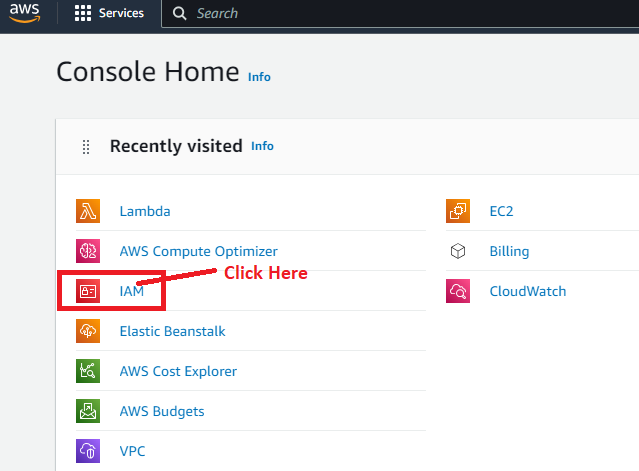 aws Services Search
Console Home Info
Recently visited Info
Lambda
AWS Compute Optimizer
IAM
Click Here
Elastic Beanstalk
AWS Cost Explorer
AWS Budgets
VPC
EC2
Billing
CloudWatch